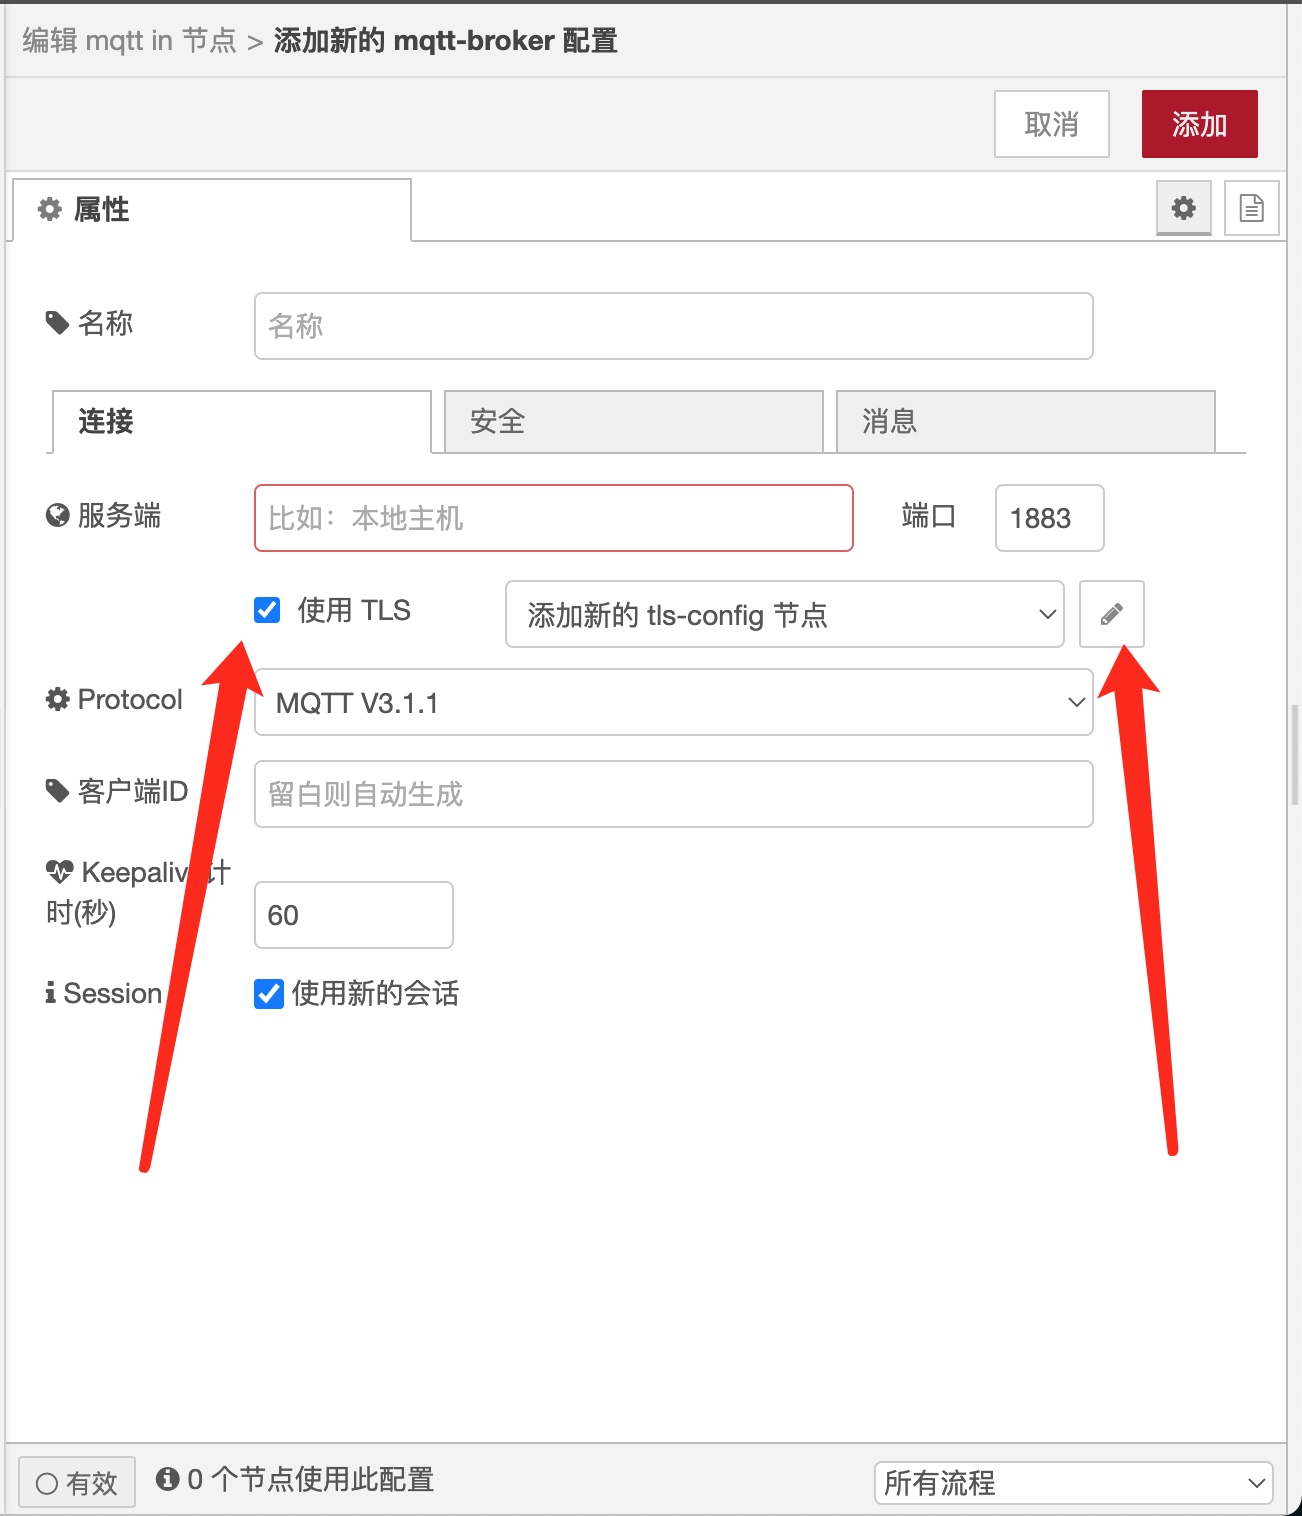 编辑 mqtt in 节点 > 添加新的 mqtt-broker 配置
取消
添加
属性
名称
名称
连接
安全
消息
服务端
比如：本地主机
端口
1883
使用 TLS
添加新的 tls-config 节点
Protocol
MQTT V3.1.1
客户端ID
留白则自动生成
Keepaliv 计
时(秒)
60
Session
使用新的会话
有效
0 个节点使用此配置
所有流程